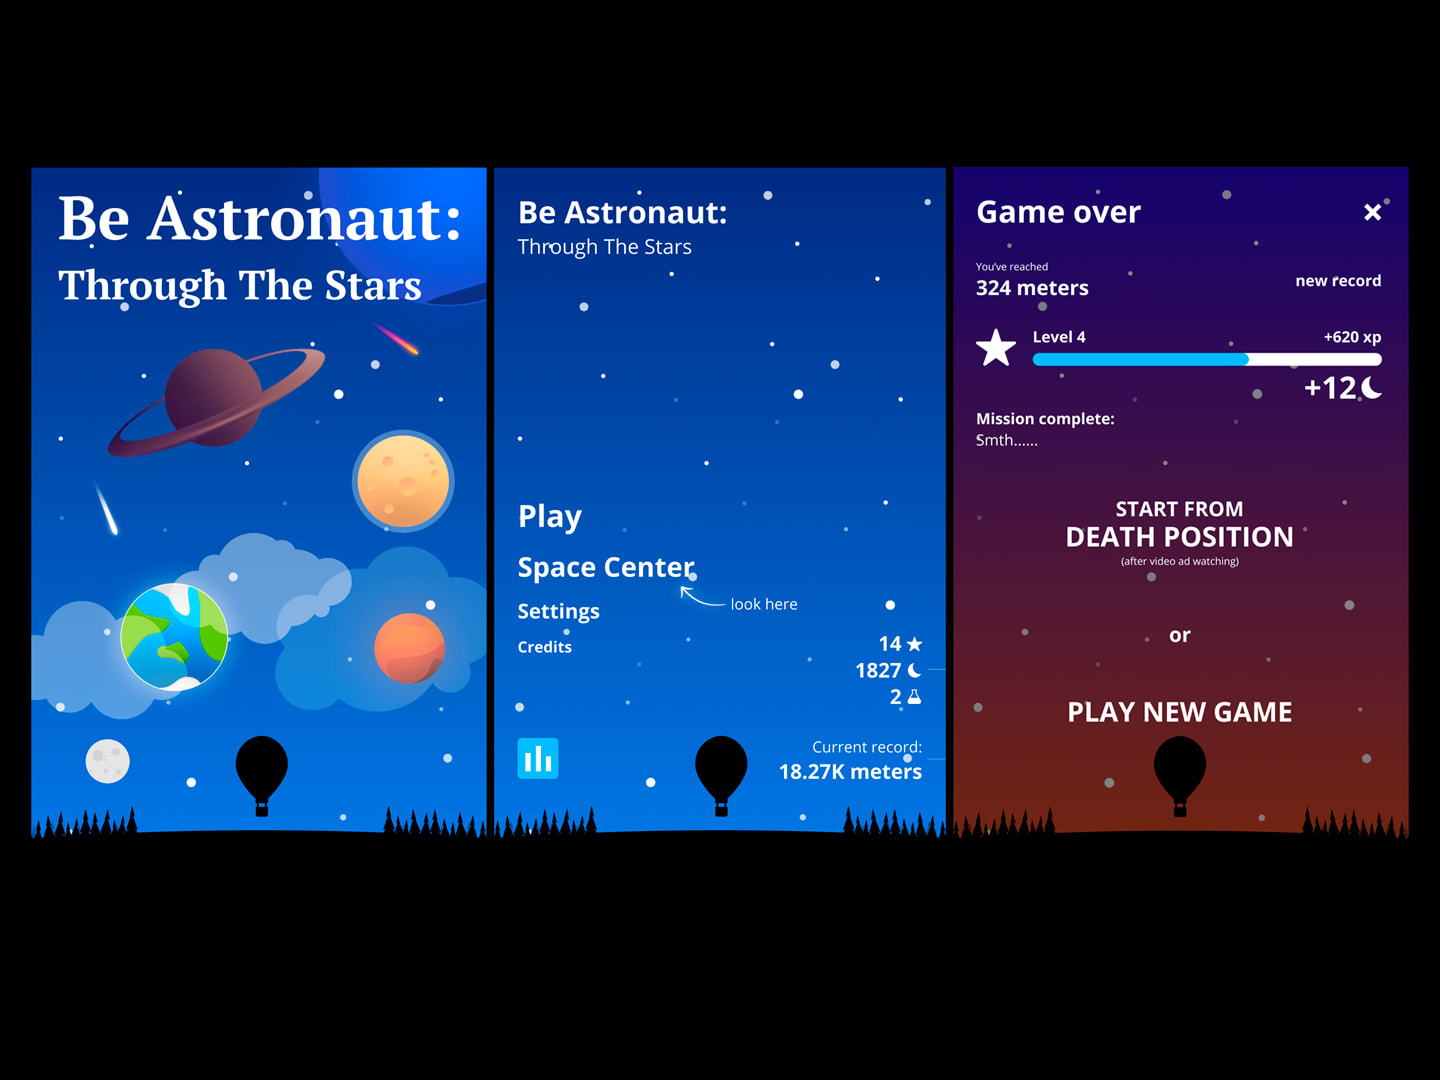 Be Astronaut:
Through The Stars
Be Astronaut:
Through The Stars
Play
Space Center
look here
Settings
Credits
14
1827
2
Current record:
18.27K meters
Game over
You've reached
324 meters
new record
Level 4
+620 xp
+12
Mission complete:
Smth......
START FROM
DEATH POSITION
(after video ad watching)
or
PLAY NEW GAME